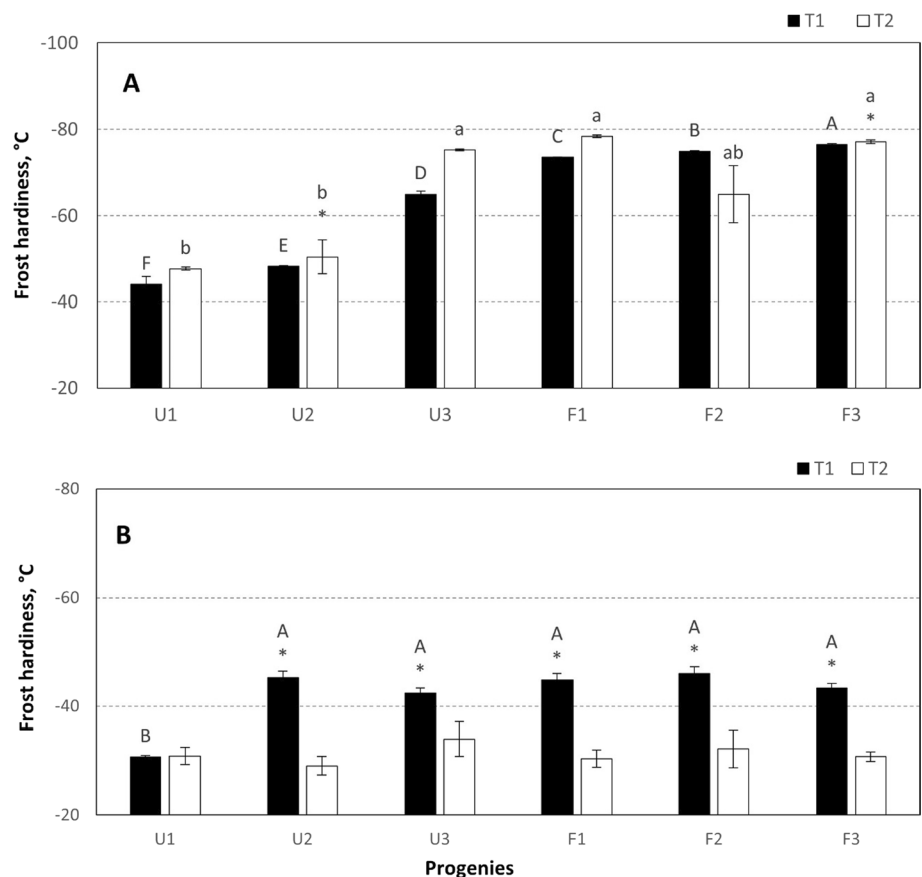 T1 T2
-100
A
a
a
a
*
A
B
C
-80
ab
D
Frost hardiness, °C
-60
b
*
E
b
F
-40
-20
U1 U2 U3 F1 F2 F3
T1 T2
-80
B
Frost hardiness, °C
-60
A A A A A
* * * * *
-40
B
-20
U1 U2 U3 F1 F2 F3
Progenies